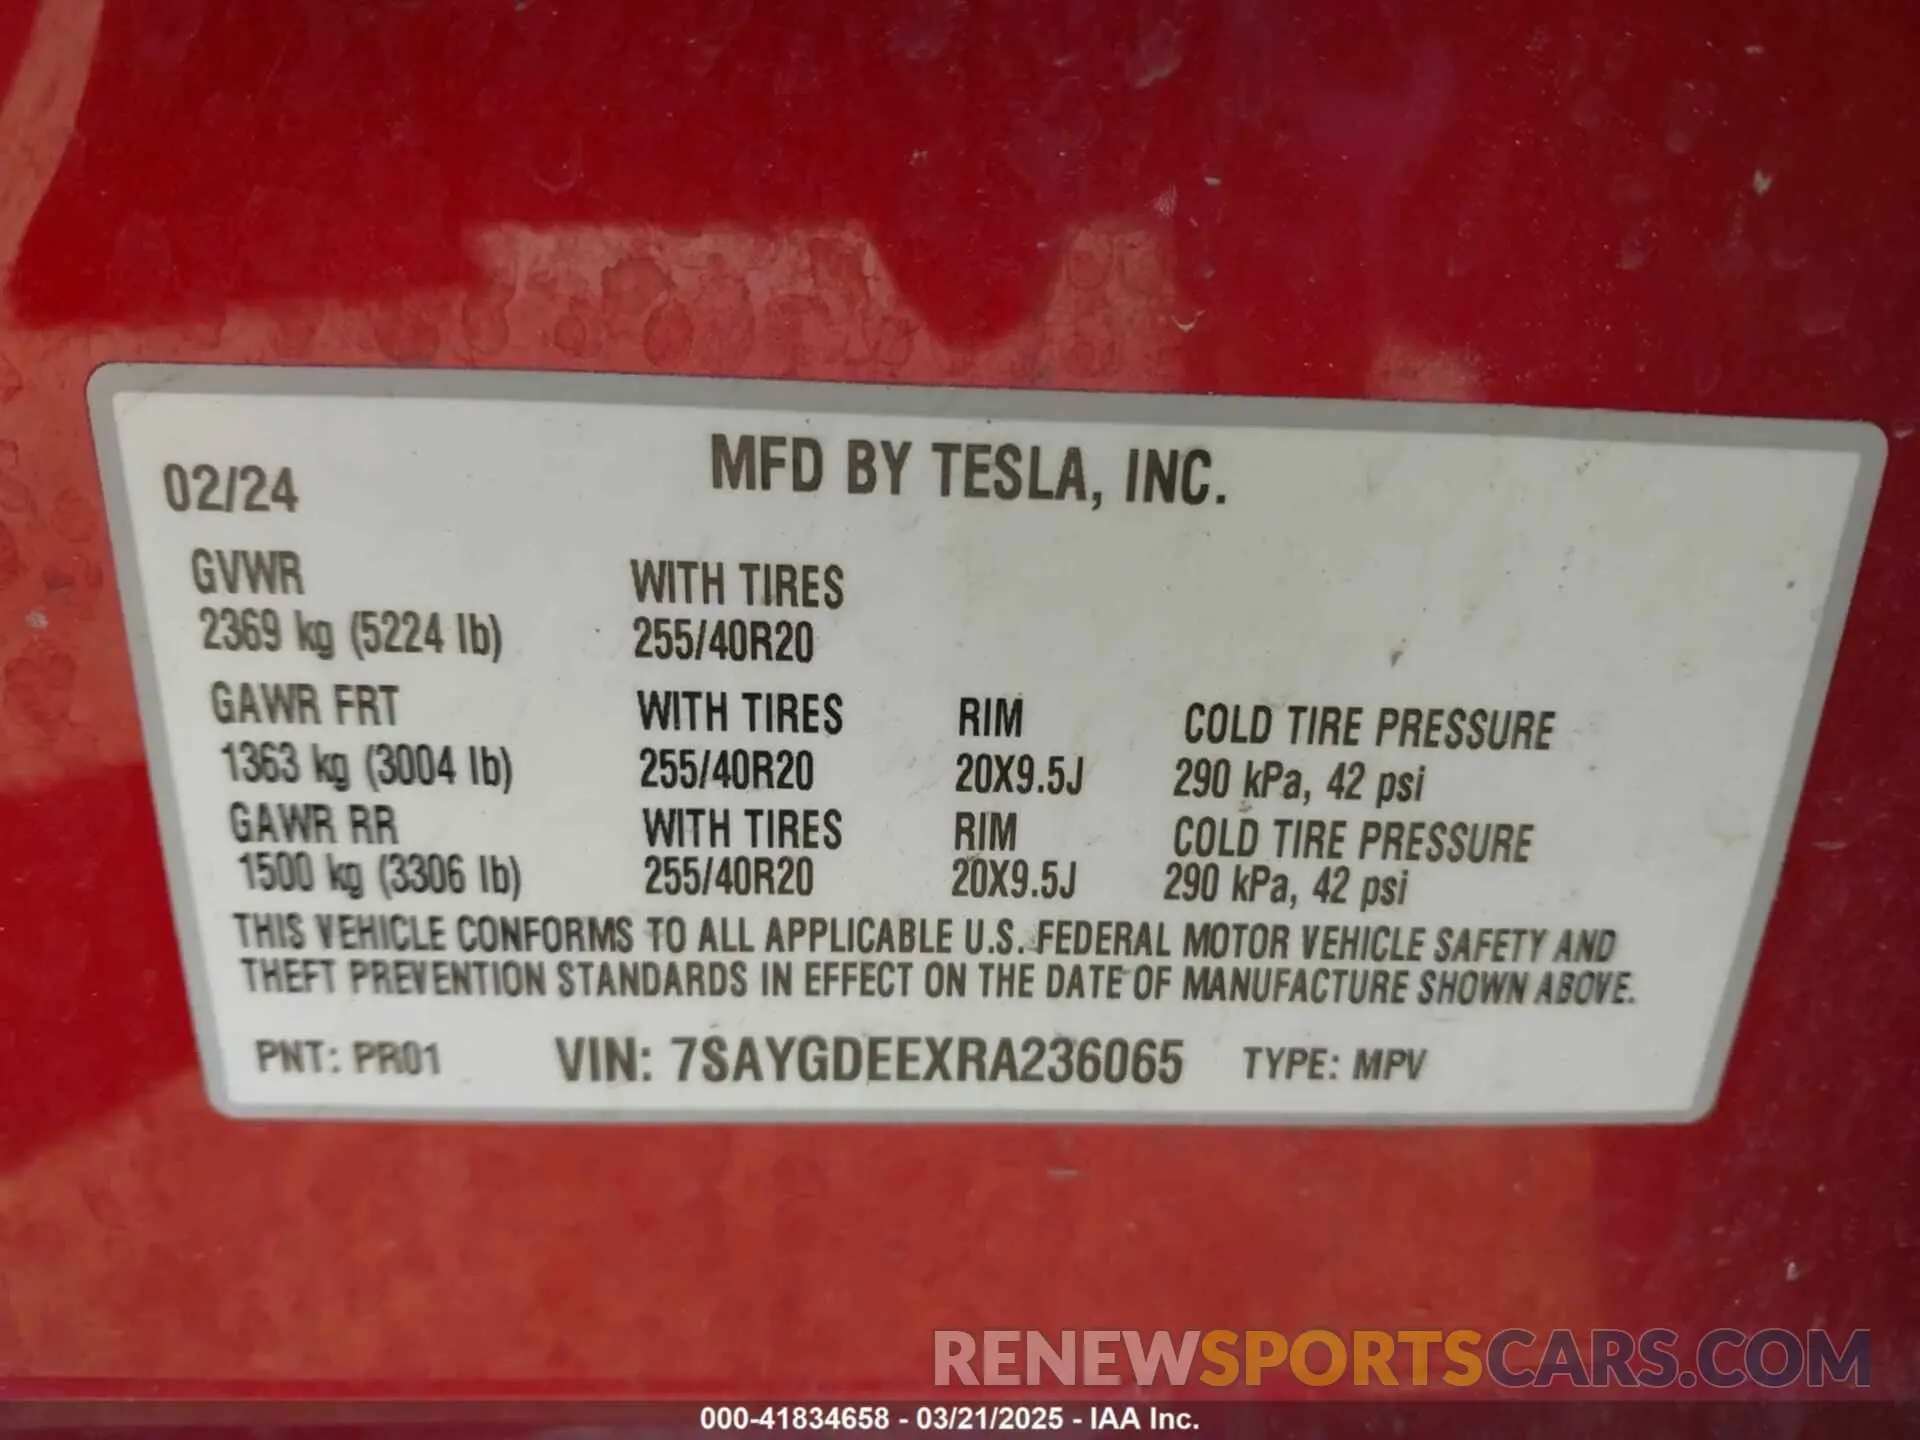 02/24 MFD BY TESLA, INC.
GVWR WITH TIRES
2369 kg (5224 lb) 255/40R20
GAWR FRT WITH TIRES RIM COLD TIRE PRESSURE
1363 kg (3004 lb) 255/40R20 20X9.5J 290 kPa, 42 psi
GAWR RR WITH TIRES RIM COLD TIRE PRESSURE
1500 kg (3306 lb) 255/40R20 20X9.5J 290 kPa, 42 psi
THIS VEHICLE CONFORMS TO ALL APPLICABLE U.S. FEDERAL MOTOR VEHICLE SAFETY AND
THEFT PREVENTION STANDARDS IN EFFECT ON THE DATE OF MANUFACTURE SHOWN ABOVE.
PNT: PR01 VIN: 7SAYGDEEXRA236065 TYPE: MPV
RENEWSPORTSCARS.COM
000-41834658 - 03/21/2025 - IAA Inc.